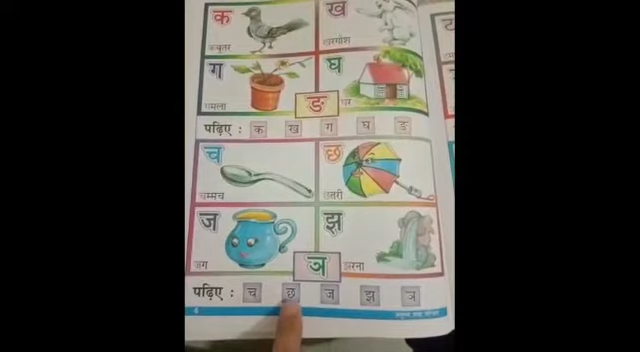 क ख
कबूतर खरगोश
ग घ
गमला घर
ङ
पढ़िए : क ख ग घ ङ
च छ
चम्मच छतरी
ज झ
जग झरना
ञ
पढ़िए : च छ ज झ ञ
ट